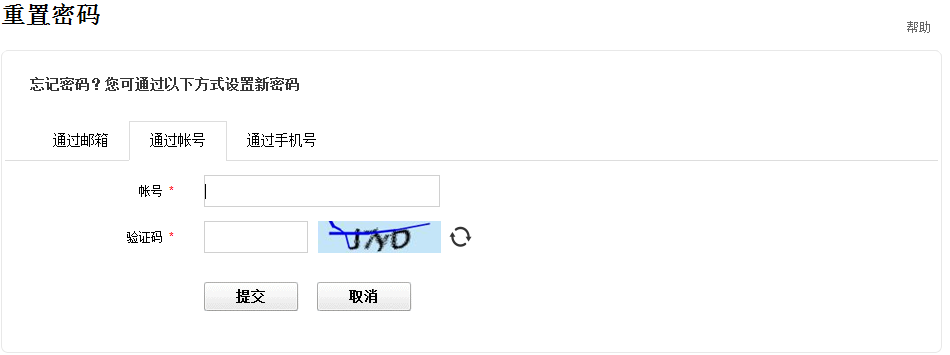 重置密码
帮助
忘记密码？您可通过以下方式设置新密码
通过邮箱 通过帐号 通过手机号
帐号 *
验证码 *
提交 取消